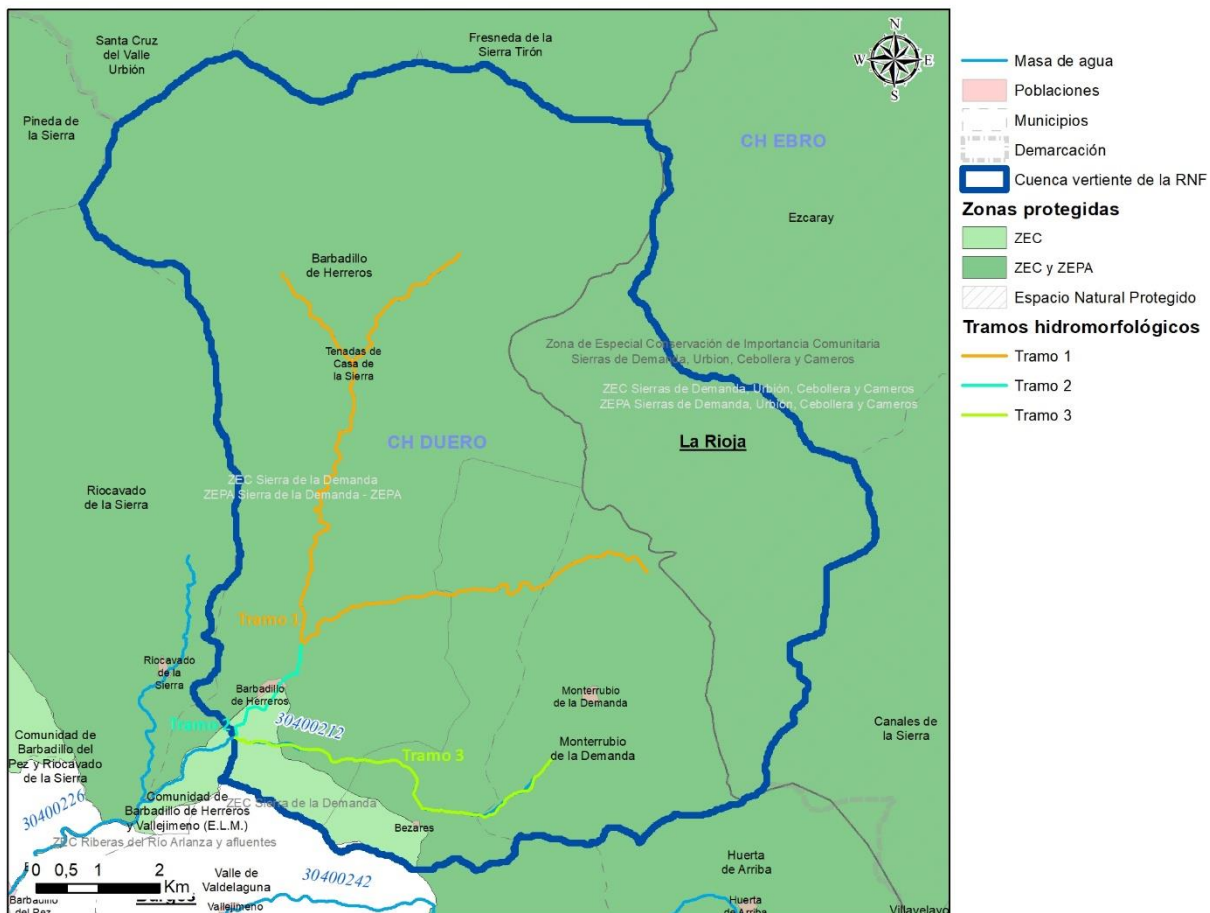 Santa Cruz
del Valle
Urbión
Fresneda de la
Sierra Tirón
N
W E
S
Pineda de
la Sierra
CH EBRO
Ezcaray
Barbadillo
de Herreros
Tenadas de
Casa de
la Sierra
Zona de Especial Conservación de Importancia Comunitaria
Sierras de Demanda, Urbion, Cebollera y Cameros
ZEC Sierras de Demanda, Urbión, Cebollera y Cameros
ZEPA Sierras de Demanda, Urbion, Cebollera y Cameros
CH DUERO
La Rioja
ZEC Sierra de la Demanda
ZEPA Sierra de la Demanda - ZEPA
Riocavado
de la Sierra
Tramo 1
Riocavado
de la
Sierra
Barbadillo
de Herreros
Monterrubio
de la Demanda
Tramo 2
30400212
Tramo 3
Monterrubio
de la Demanda
Canales de
la Sierra
Comunidad de
Barbadillo del
Pez y Riocavado
de la Sierra
Comunidad de
Barbadillo de Herreros
y Vallejimeno (E.L.M.)
ZEC Sierra de la Demanda
30400226
Bezares
ZEC Riberas del Río Arlanza y afluentes
0 0,5 1 2
Km
Valle de
Valdelaguna
30400242
Huerta
de Arriba
Barbadillo
del Pez
Burgos
Vallejimeno
Huerta
de Arriba
Villavelayo
Masa de agua
Poblaciones
Municipios
Demarcación
Cuenca vertiente de la RNF
Zonas protegidas
ZEC
ZEC y ZEPA
Espacio Natural Protegido
Tramos hidromorfológicos
Tramo 1
Tramo 2
Tramo 3